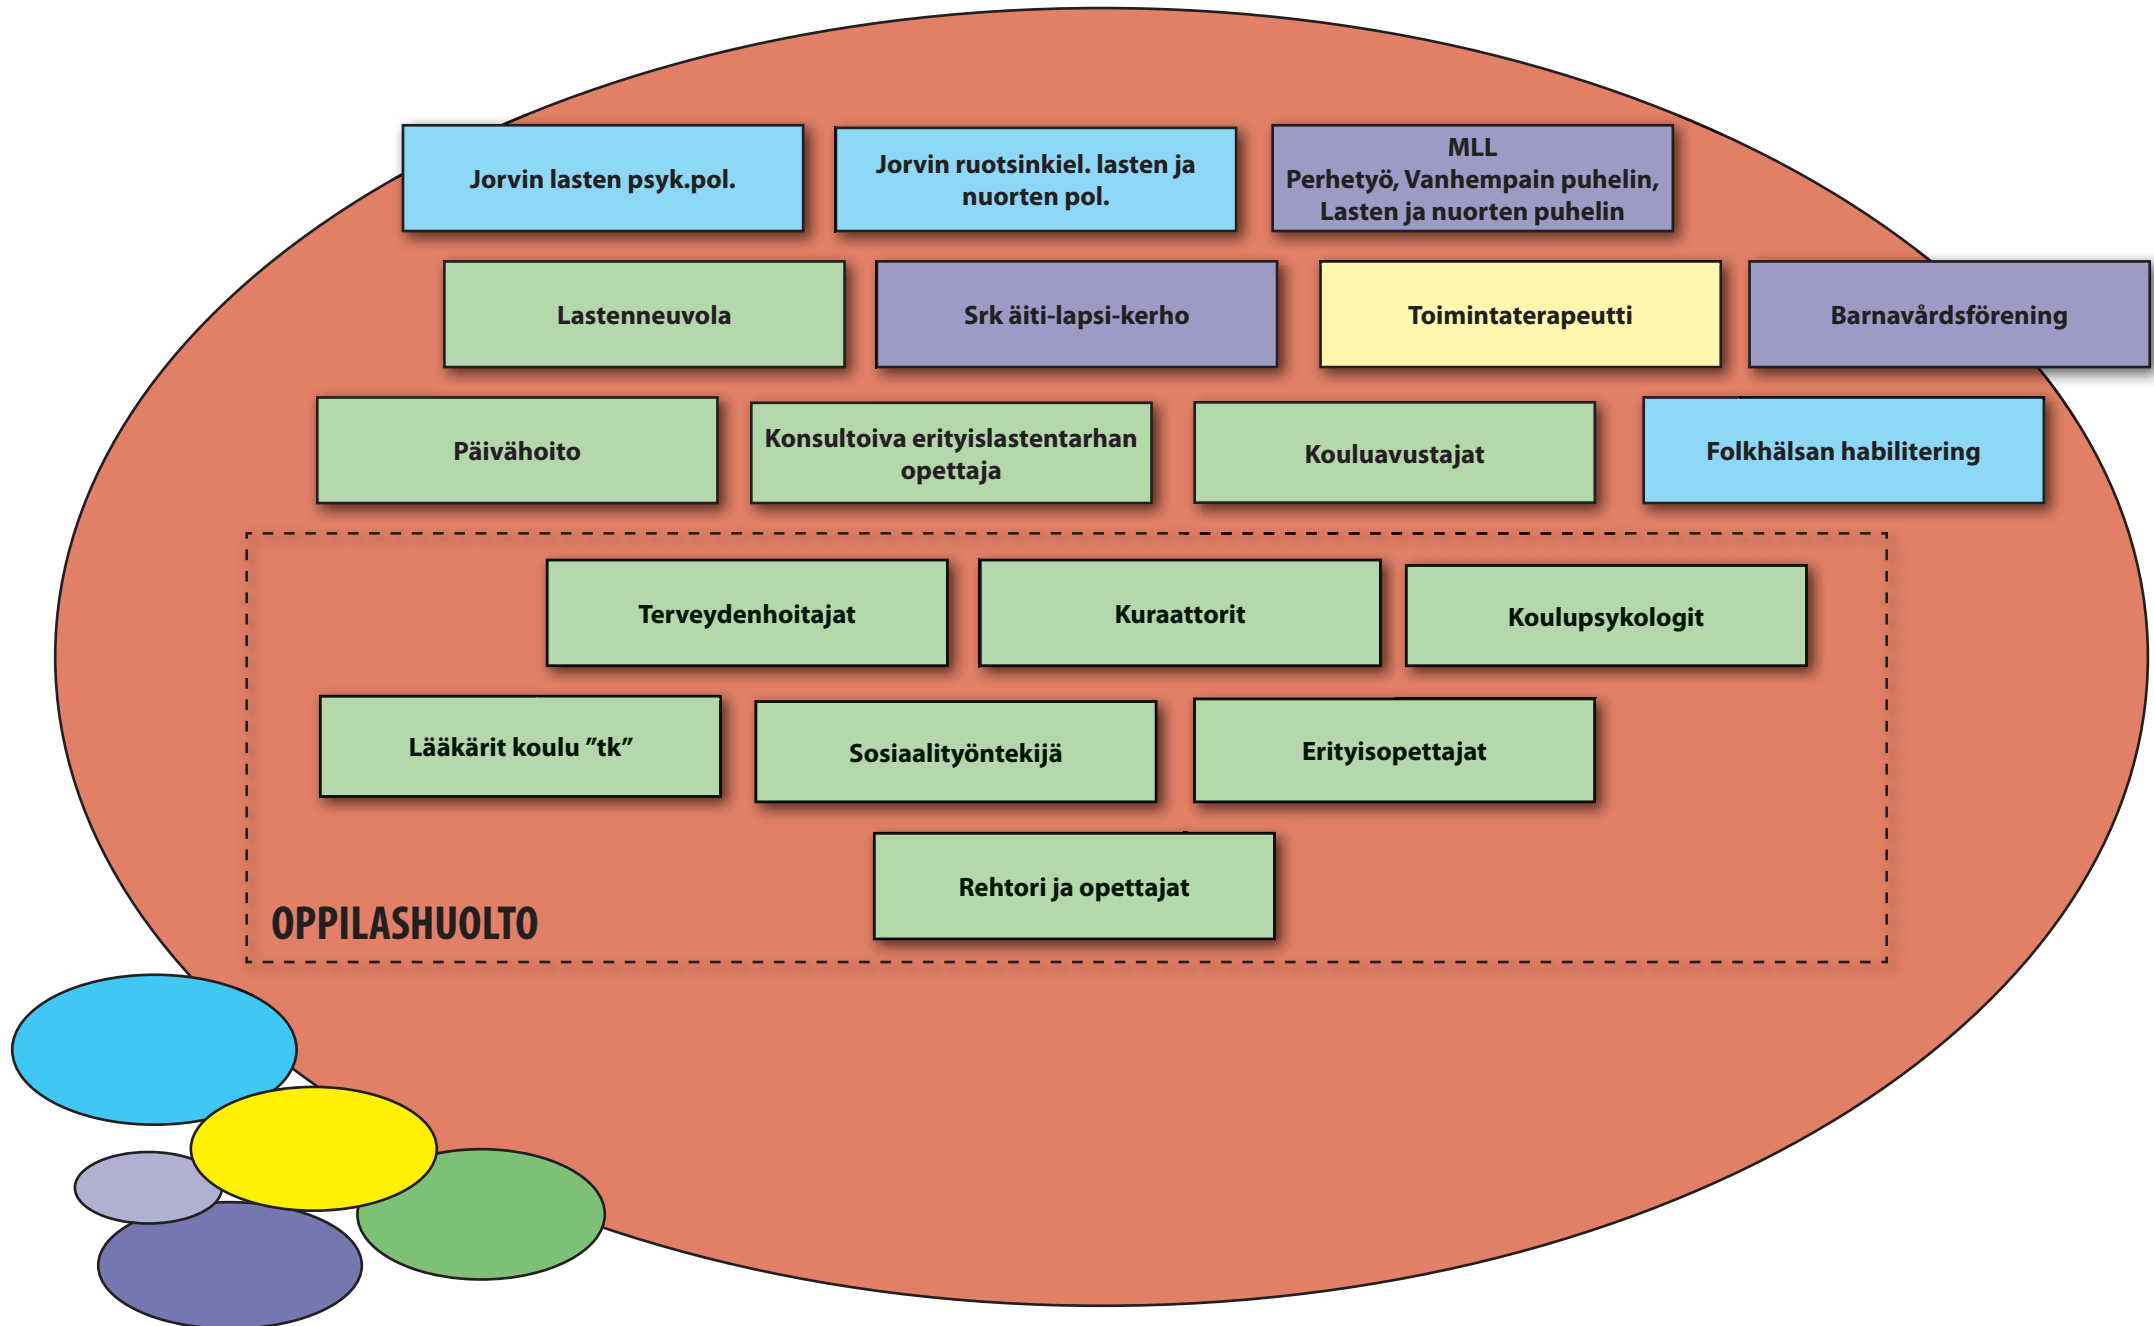 Jorvin lasten psyk.pol.
Jorvin ruotsinkiel. lasten ja
nuorten pol.
MLL
Perhetyö, Vanhempain puhelin,
Lasten ja nuorten puhelin
Lastenneuvola
Srk äiti-lapsi-kerho
Toimintaterapeutti
Barnavårdsförening
Päivähoito
Konsultoiva erityislastentarhan
opettaja
Kouluavustajat
Folkhälsan habilitering
Terveydenhoitajat
Kuraattorit
Koulupsykologit
Lääkärit koulu ”tk”
Sosiaalityöntekijä
Erityisopettajat
Rehtori ja opettajat
OPPILASHUOLTO